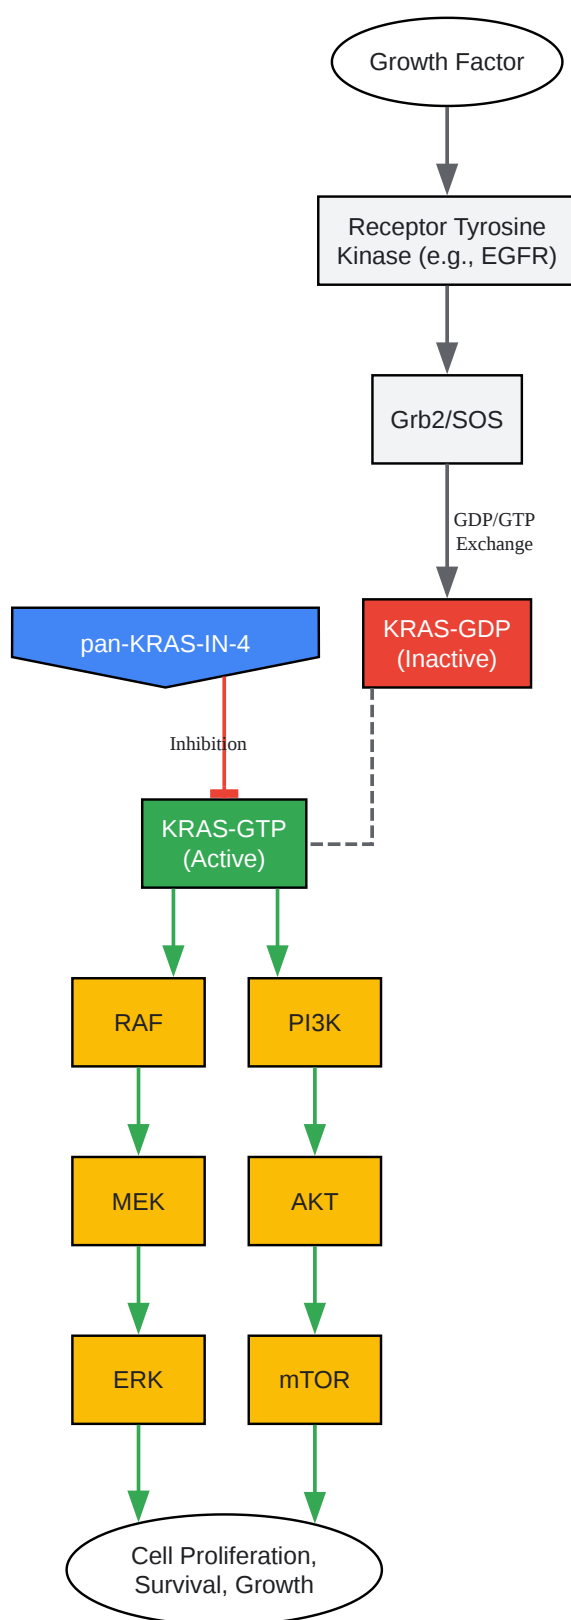 Growth Factor
Receptor Tyrosine
Kinase (e.g., EGFR)
Grb2/SOS
GDP/GTP
Exchange
KRAS-GDP
(Inactive)
pan-KRAS-IN-4
Inhibition
KRAS-GTP
(Active)
RAF
PI3K
MEK
AKT
ERK
mTOR
Cell Proliferation,
Survival, Growth